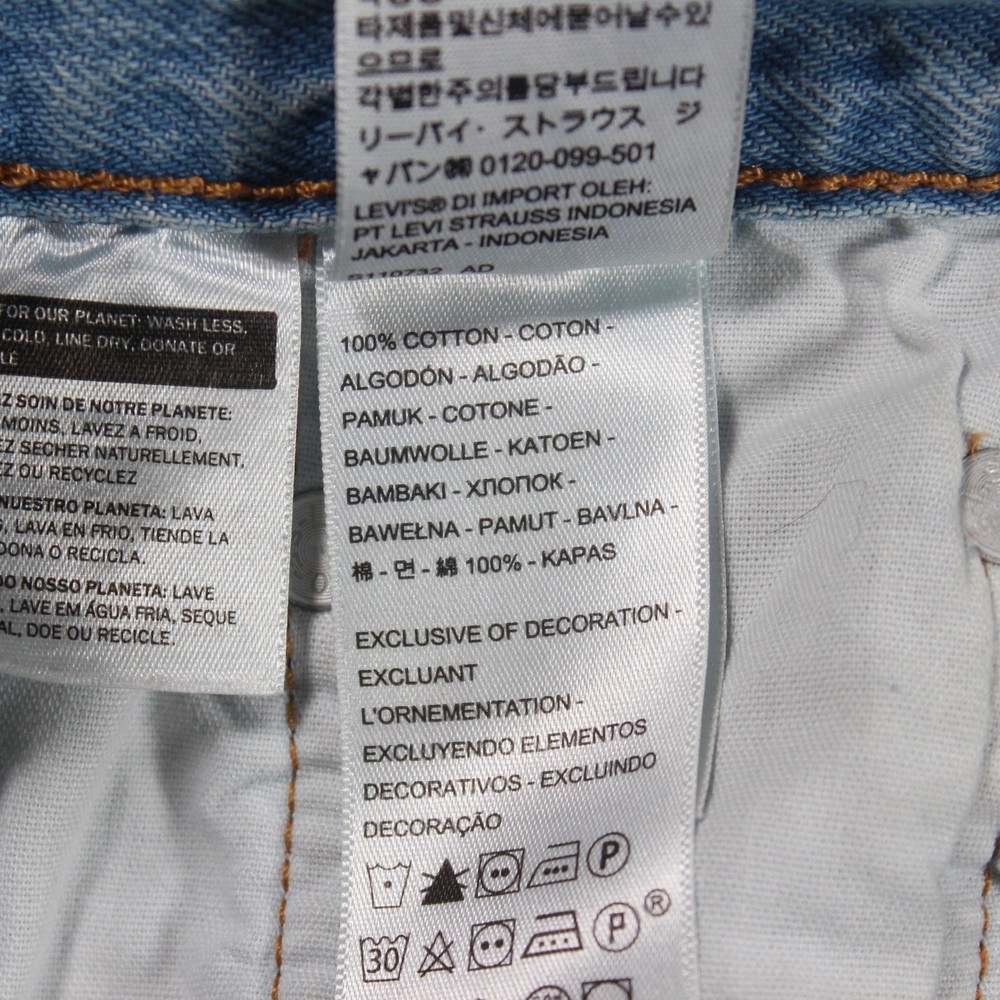 타제품및신체에묻어날수있
으므로
각별한주의를당부드립니다
リーバイ・ストラウス ジ
ャパン㈱ 0120-099-501
LEVI'S® DI IMPORT OLEH:
PT LEVI STRAUSS INDONESIA
JAKARTA - INDONESIA
FOR OUR PLANET: WASH LESS,
COLD, LINE DRY, DONATE OR
SOIN DE NOTRE PLANETE:
MOINS, LAVEZ A FROID,
SECHER NATURELLEMENT,
OU RECYCLEZ
NUESTRO PLANETA: LAVA
LAVA EN FRIO, TIENDE LA
DONA O RECICLA.
NOSSO PLANETA: LAVE
LAVE EM ÁGUA FRIA, SEQUE
DOE OU RECICLE.
100% COTTON - COTON -
ALGODÓN - ALGODÃO -
PAMUK - COTONE -
BAUMWOLLE - KATOEN -
BAMBAKI - ХЛОПОК -
BAWEŁNA - PAMUT - BAVLNA -
棉 - 면 - 綿 100% - KAPAS
EXCLUSIVE OF DECORATION -
EXCLUANT
L'ORNEMENTATION -
EXCLUYENDO ELEMENTOS
DECORATIVOS - EXCLUINDO
DECORAÇÃO
P
30 P ®